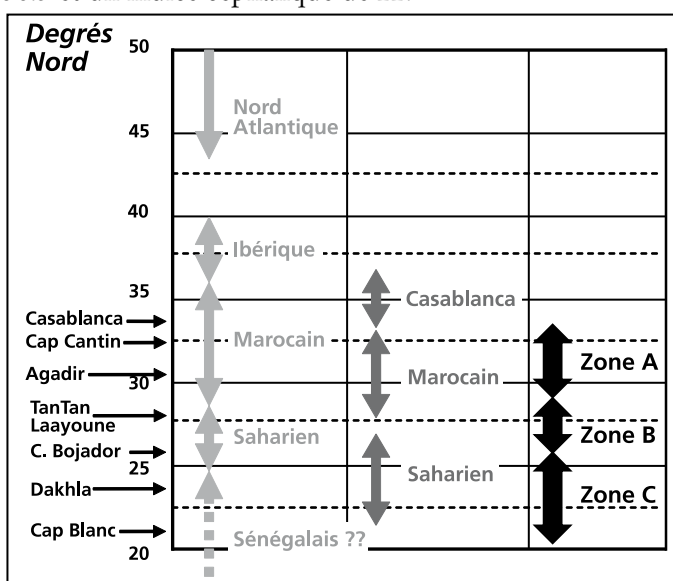 Degrés
Nord
50
Nord
Atlantique
45
40
Ibérique
35
Casablanca
Casablanca
Cap Cantin
Marocain
Zone A
Agadir
Marocain
30
TanTan
Laayoune
Saharien
Zone B
C. Bojador
25
Saharien
Dakhla
Zone C
Cap Blanc
Sénégalais ??
20